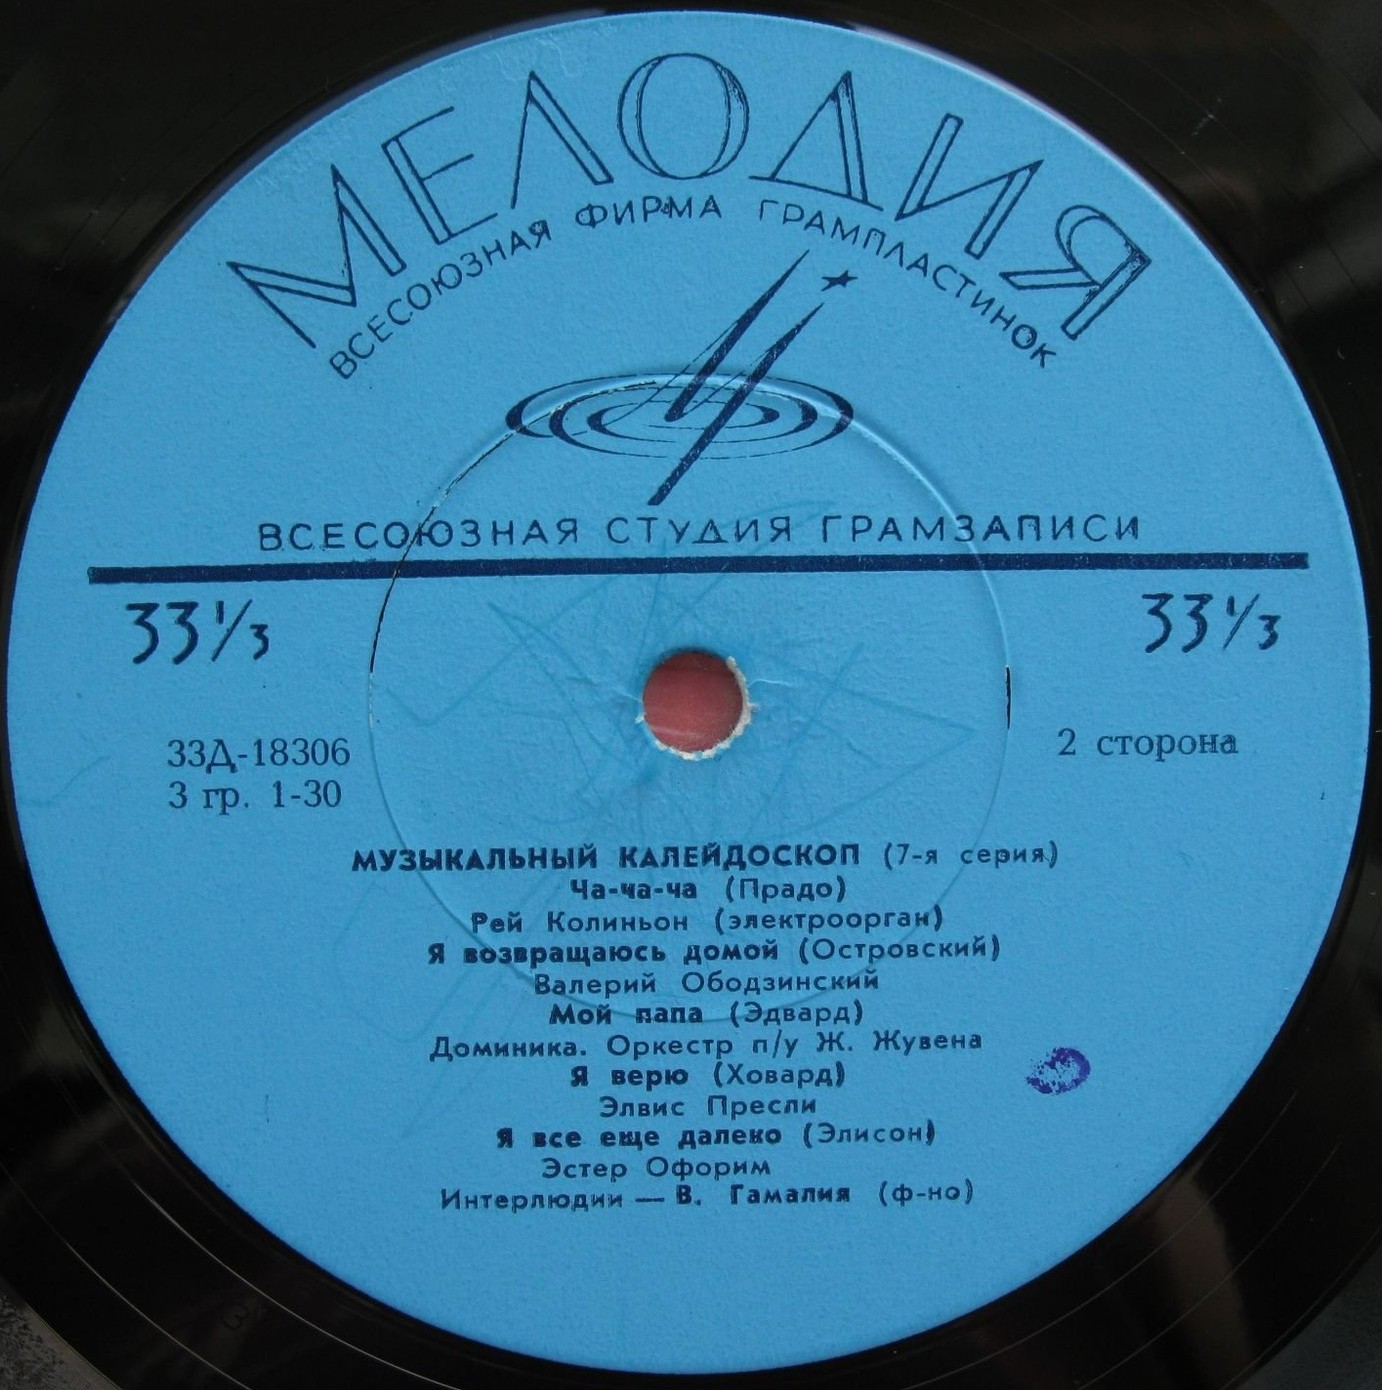 МЕЛОДИЯ
ВСЕСОЮЗНАЯ ФИРМА ГРАМПЛАСТИНОК
ВСЕСОЮЗНАЯ СТУДИЯ ГРАМЗАПИСИ
33⅓ 33⅓
33Д-18306 2 сторона
3 гр. 1-30
МУЗЫКАЛЬНЫЙ КАЛЕЙДОСКОП (7-я серия)
Ча-ча-ча (Прадо)
Рей Колиньон (электроорган)
Я возвращаюсь домой (Островский)
Валерий Ободзинский
Мой папа (Эдвард)
Доминика. Оркестр п/у Ж. Жувена
Я верю (Ховард)
Элвис Пресли
Я все еще далеко (Элисон)
Эстер Офорим
Интерлюдии — В. Гамалия (ф-но)